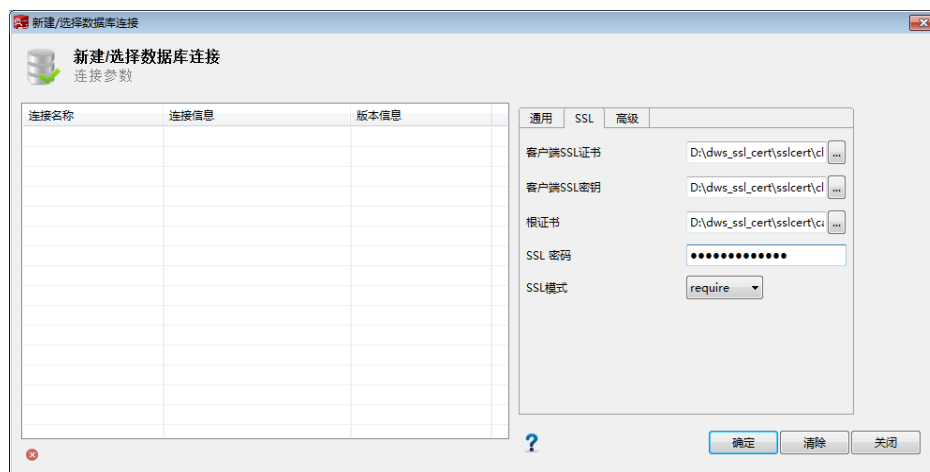 新建/选择数据库连接
新建/选择数据库连接
连接参数
连接名称 连接信息 版本信息
通用 SSL 高级
客户端SSL证书 D:\dws_ssl_cert\sslcert\cl ...
客户端SSL密钥 D:\dws_ssl_cert\sslcert\cl ...
根证书 D:\dws_ssl_cert\sslcert\ca ...
SSL 密码 ●●●●●●●●●●●●●
SSL模式 require
? 确定 清除 关闭